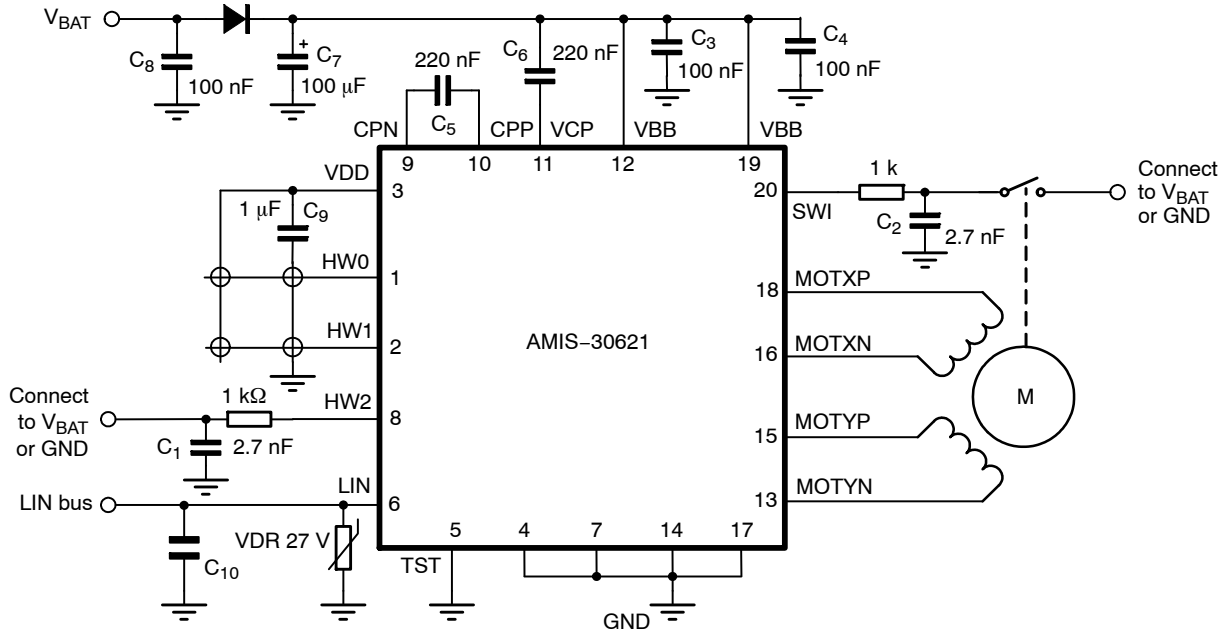 V_BAT
C8
100 nF
+
C7
100 μF
220 nF
C5
C6
220 nF
C3
100 nF
C4
100 nF
CPN
CPP
VCP
VBB
VBB
9
10
11
12
19
VDD
3
1 μF
C9
HW0
1
HW1
2
Connect
to V_BAT
or GND
1 kΩ
HW2
8
C1
2.7 nF
LIN bus
LIN
6
C10
VDR 27 V
AMIS−30621
20
SWI
1 k
C2
2.7 nF
Connect
to V_BAT
or GND
18
MOTXP
16
MOTXN
M
15
MOTYP
13
MOTYN
5
4
7
14
17
TST
GND